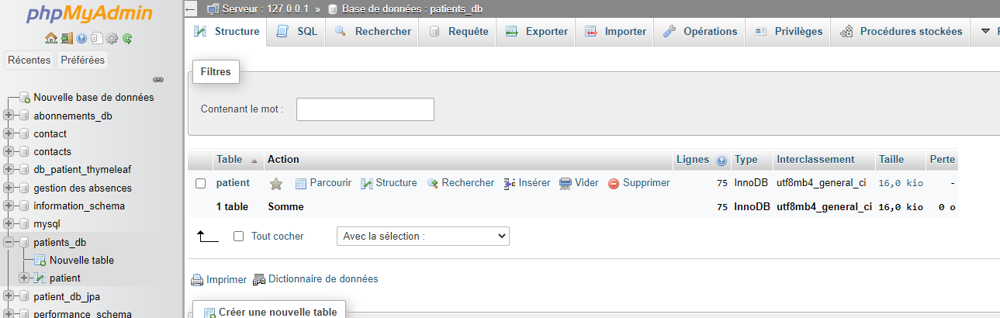 phpMyAdmin
Récentes Préférées
Nouvelle base de données
abonnements_db
contact
contacts
db_patient_thymeleaf
gestion des absences
information_schema
mysql
patients_db
Nouvelle table
patient
patient_db_jpa
performance_schema
Serveur : 127.0.0.1 » Base de données : patients_db
Structure SQL Rechercher Requête Exporter Importer Opérations Privilèges Procédures stockées
Filtres
Contenant le mot :
Table Action Lignes Type Interclassement Taille Perte
patient Parcourir Structure Rechercher Insérer Vider Supprimer 75 InnoDB utf8mb4_general_ci 16,0 kio -
1 table Somme 75 InnoDB utf8mb4_general_ci 16,0 kio 0 o
Tout cocher Avec la sélection :
Imprimer Dictionnaire de données
Créer une nouvelle table